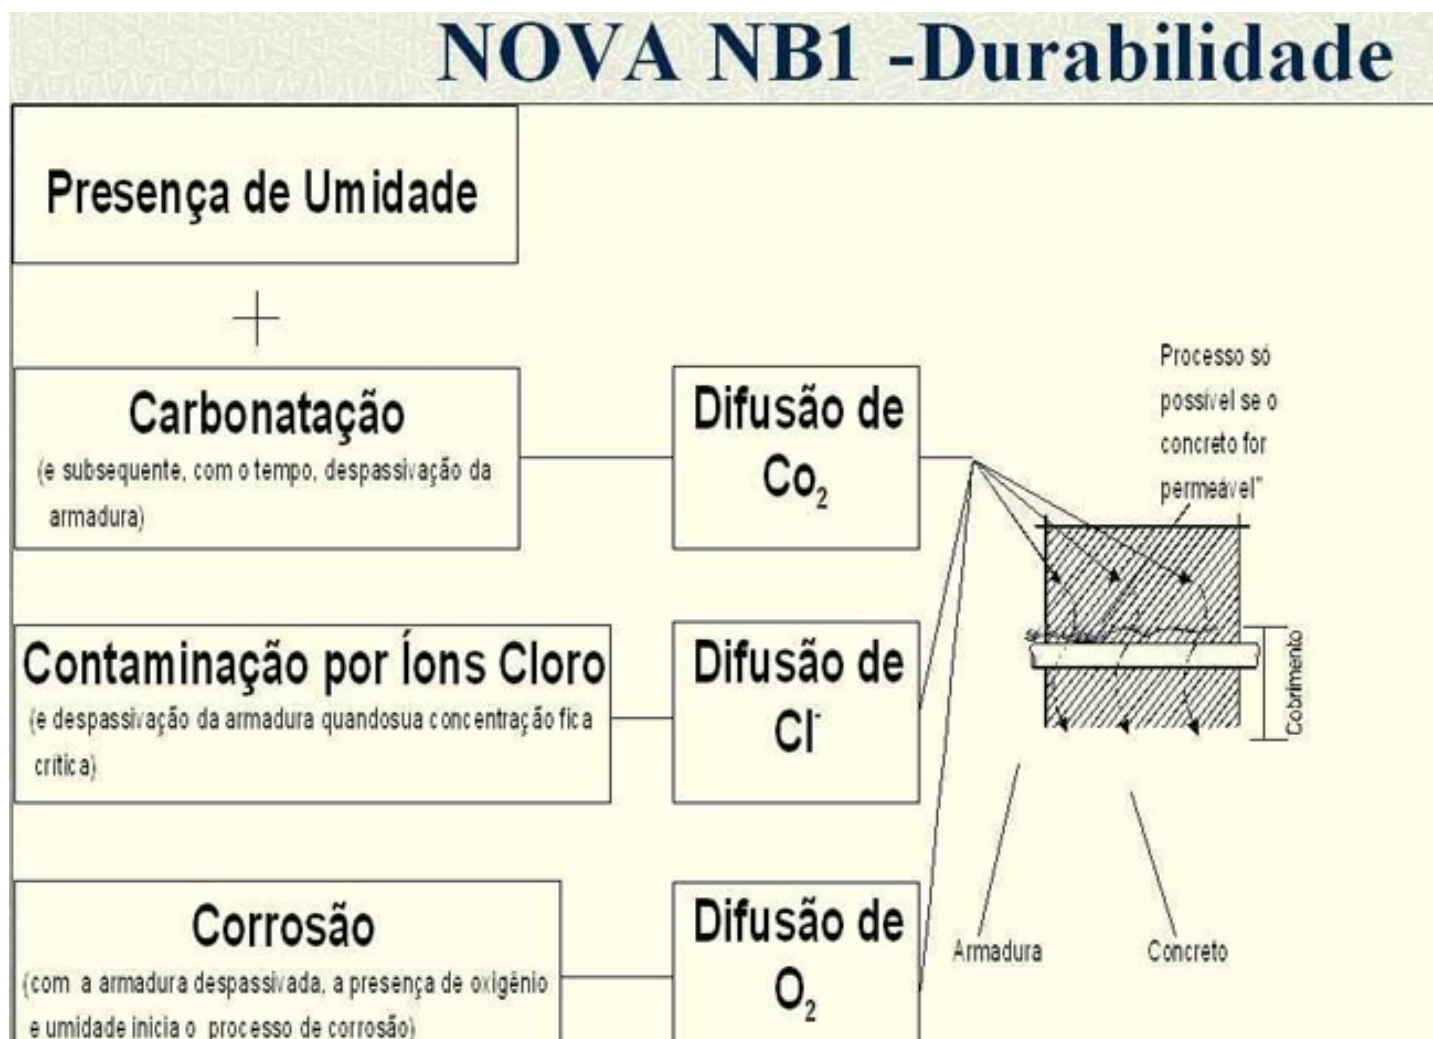 NOVA NB1 -Durabilidade
Presença de Umidade
+
Carbonatação
(e subsequente, com o tempo, despassivação da
armadura)
Difusão de
Co₂
Processo só
possível se o
concreto for
permeável"
Contaminação por Íons Cloro
(e despassivação da armadura quandosua concentração fica
crítica)
Difusão de
Cl⁻
Cobrimento
Corrosão
(com a armadura despassivada, a presença de oxigênio
e umidade inicia o processo de corrosão)
Difusão de
O₂
Armadura
Concreto